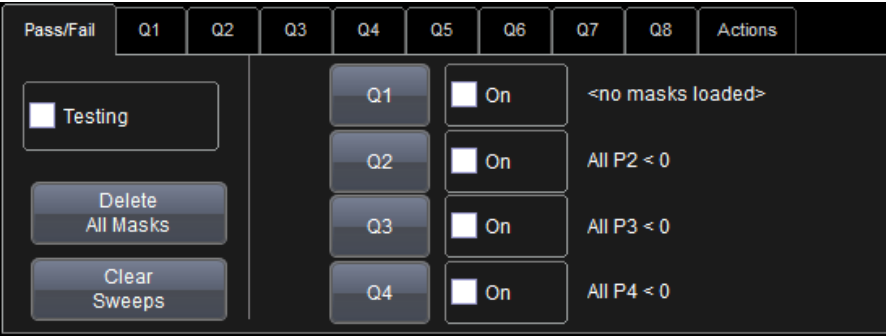 Pass/Fail Q1 Q2 Q3 Q4 Q5 Q6 Q7 Q8 Actions
Testing
Delete
All Masks
Clear
Sweeps
Q1 On <no masks loaded>
Q2 On All P2 < 0
Q3 On All P3 < 0
Q4 On All P4 < 0